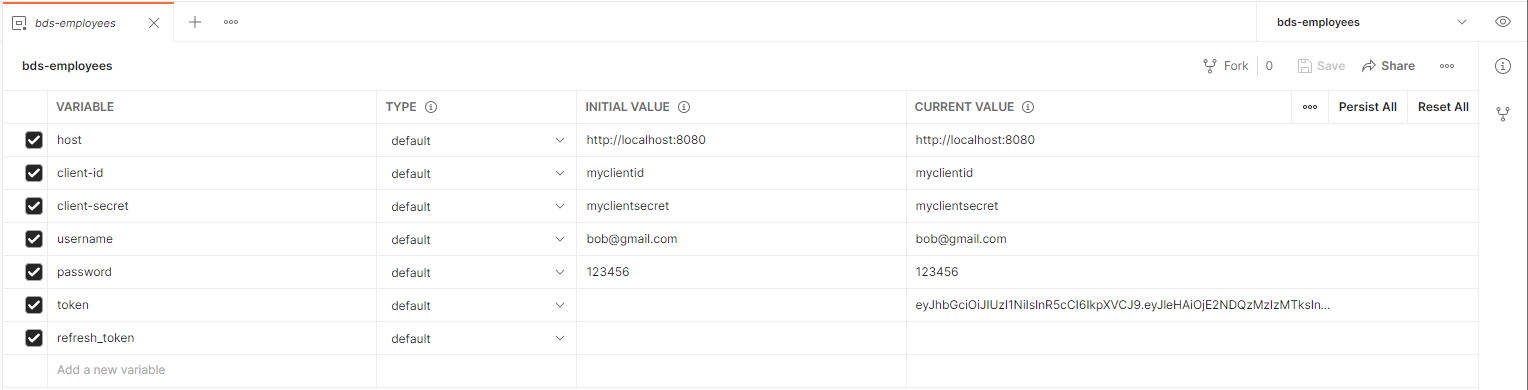 bds-employees
bds-employees
bds-employees Fork 0 Save Share
VARIABLE TYPE INITIAL VALUE CURRENT VALUE Persist All Reset All
host default http://localhost:8080 http://localhost:8080
client-id default myclientid myclientid
client-secret default myclientsecret myclientsecret
username default bob@gmail.com bob@gmail.com
password default 123456 123456
token default eyJhbGciOiJIUzI1NiIsInR5cCI6IkpXVCJ9.eyJleHAiOjE2NDQzMzIzMTksIn...
refresh_token default
Add a new variable